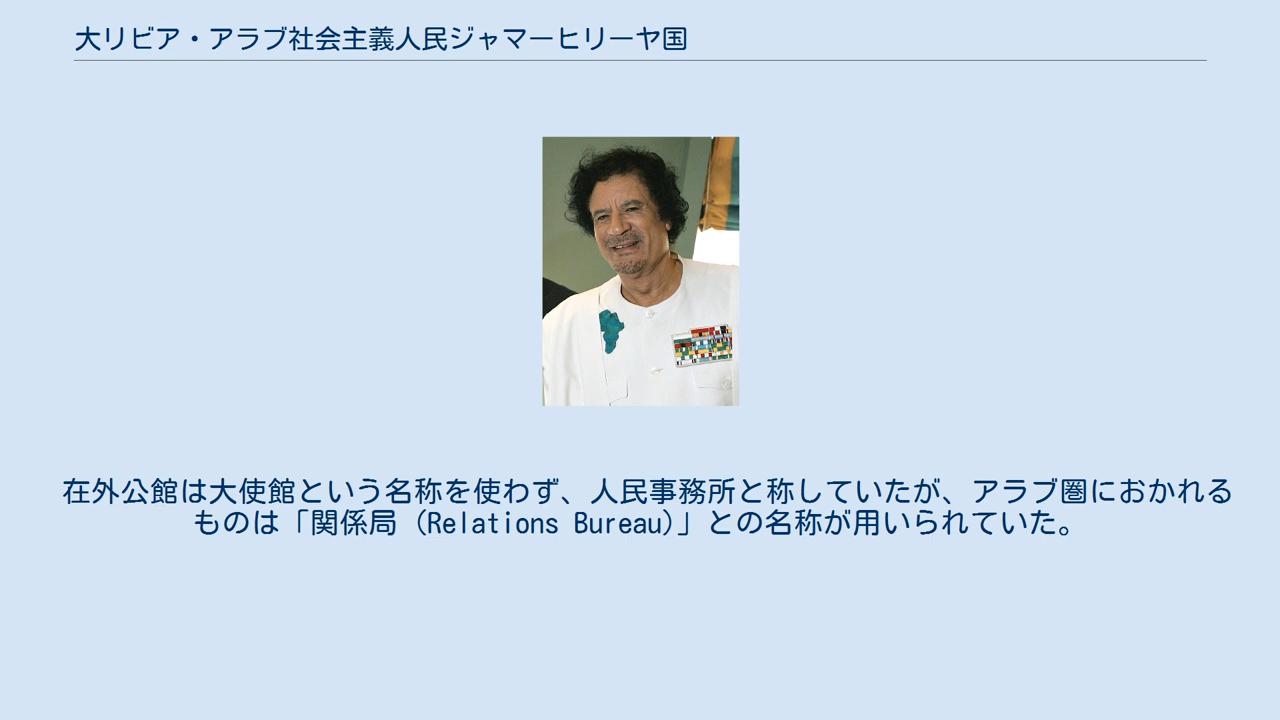 大リビア・アラブ社会主義人民ジャマーヒリーヤ国
在外公館は大使館という名称を使わず、人民事務所と称していたが、アラブ圏におかれる
ものは「関係局 (Relations Bureau)」との名称が用いられていた。